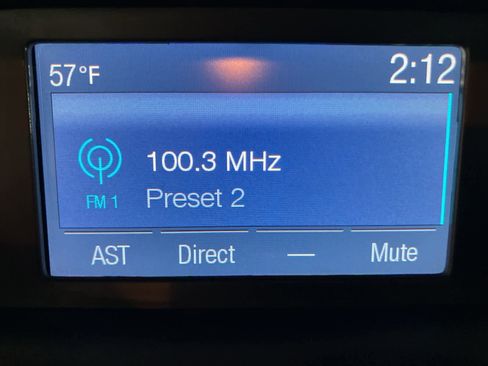 57°F 2:12
100.3 MHz
FM 1 Preset 2
AST Direct — Mute